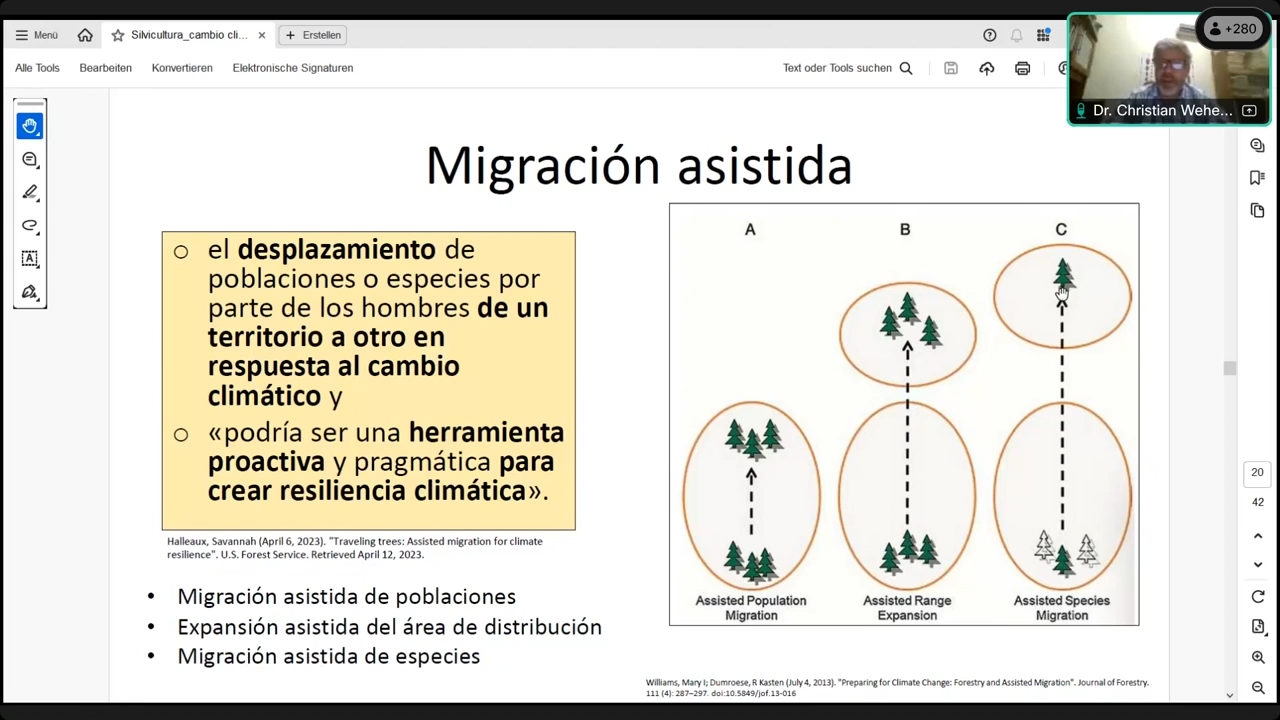 Menú
Silvicultura_cambio cli...
Erstellen
+280
Alle Tools
Bearbeiten
Konvertieren
Elektronische Signaturen
Text oder Tools suchen
Dr. Christian Wehe...
Migración asistida
el desplazamiento de
poblaciones o especies por
parte de los hombres de un
territorio a otro en
respuesta al cambio
climático y
«podría ser una herramienta
proactiva y pragmática para
crear resiliencia climática».
Halleaux, Savannah (April 6, 2023). "Traveling trees: Assisted migration for climate
resilience". U.S. Forest Service. Retrieved April 12, 2023.
• Migración asistida de poblaciones
• Expansión asistida del área de distribución
• Migración asistida de especies
A
B
C
Assisted Population
Migration
Assisted Range
Expansion
Assisted Species
Migration
Williams, Mary I; Dumroese, R Kasten (July 4, 2013). "Preparing for Climate Change: Forestry and Assisted Migration". Journal of Forestry.
111 (4): 287–297. doi:10.5849/jof.13-016
20
42